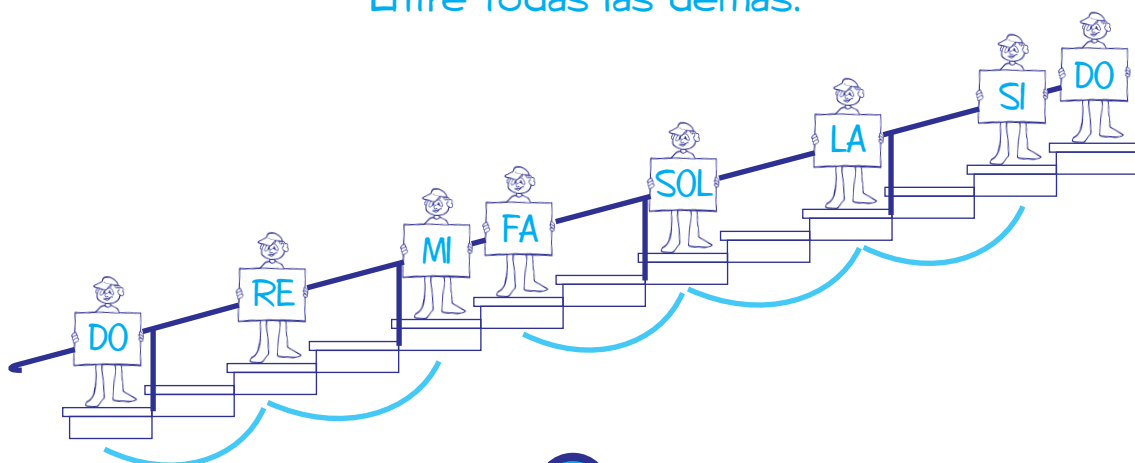 Entre todas las demás.
DO
RE
MI
FA
SOL
LA
SI
DO